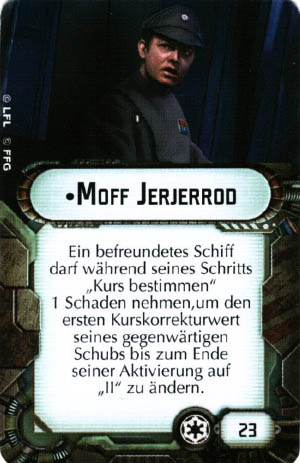 © LFL © FFG
•MOFF JERJERROD
Ein befreundetes Schiff
darf während seines Schritts
„Kurs bestimmen“
1 Schaden nehmen,um den
ersten Kurskorrekturwert
seines gegenwärtigen
Schubs bis zum Ende
seiner Aktivierung auf
„II“ zu ändern.
23